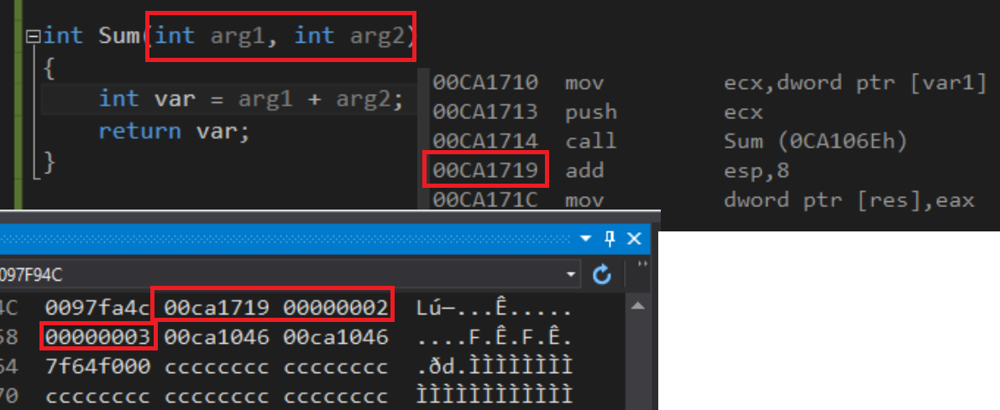 int Sum(int arg1, int arg2)
{
int var = arg1 + arg2;
return var;
}
00CA1710 mov ecx,dword ptr [var1]
00CA1713 push ecx
00CA1714 call Sum (0CA106Eh)
00CA1719 add esp,8
00CA171C mov dword ptr [res],eax
097F94C
4C 0097fa4c 00ca1719 00000002 Lú—...Ê.....
58 00000003 00ca1046 00ca1046 ....F.Ê.F.Ê.
64 7f64f000 cccccccc cccccccc .ðd.ÌÌÌÌÌÌÌÌ
70 cccccccc cccccccc cccccccc ÌÌÌÌÌÌÌÌÌÌÌÌ